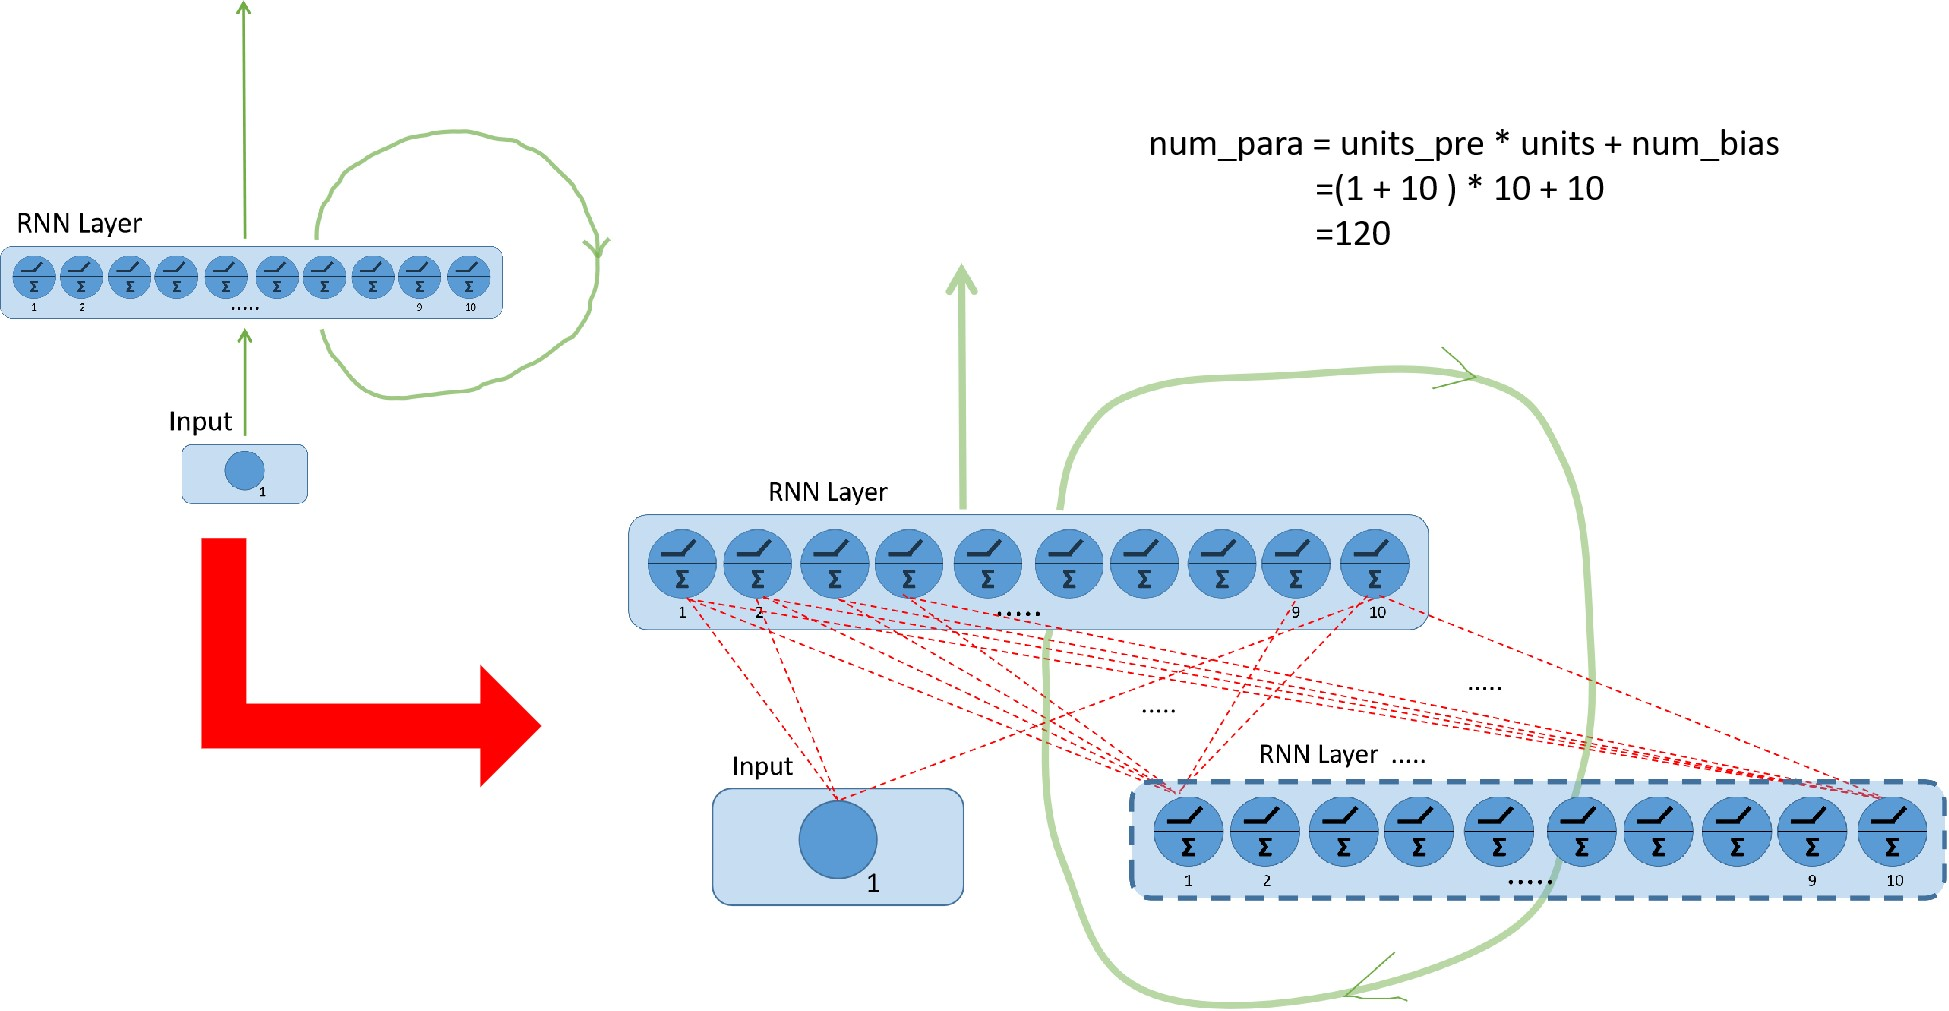 num_para = units_pre * units + num_bias
=(1 + 10 ) * 10 + 10
=120
RNN Layer
Σ Σ Σ Σ Σ Σ Σ Σ Σ Σ
1 2 ..... 9 10
Input
1
RNN Layer
Σ Σ Σ Σ Σ Σ Σ Σ Σ Σ
1 2 ..... 9 10
.....
.....
Input
1
RNN Layer .....
Σ Σ Σ Σ Σ Σ Σ Σ Σ Σ
1 2 ..... 9 10